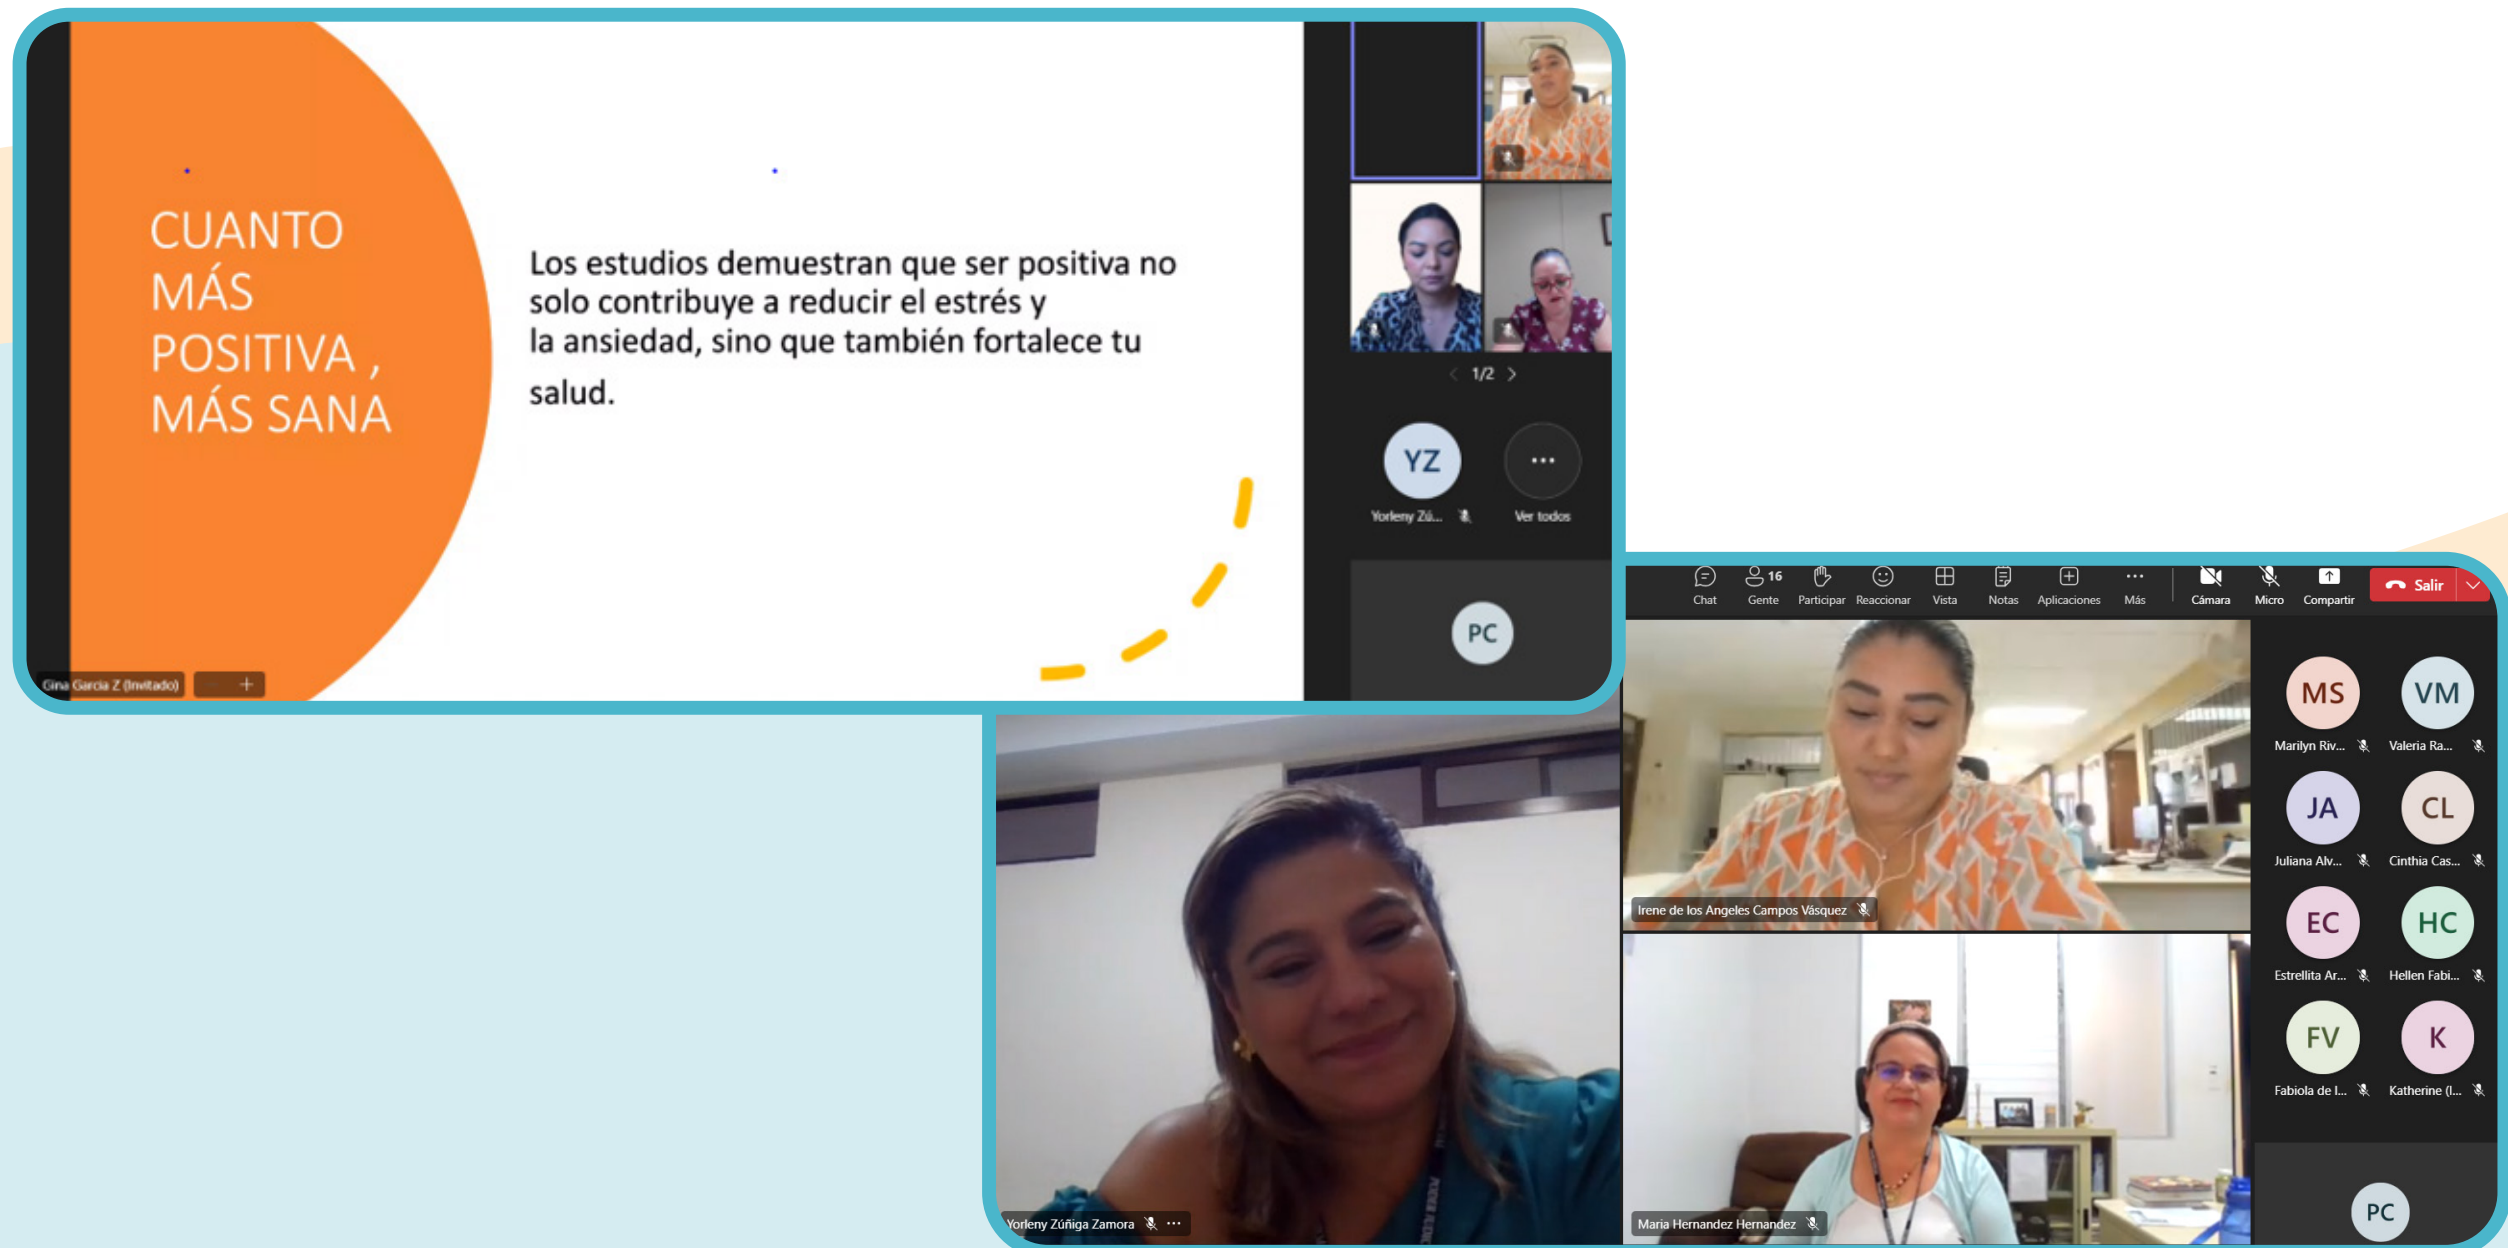 CUANTO
MÁS
POSITIVA ,
MÁS SANA
Los estudios demuestran que ser positiva no
solo contribuye a reducir el estrés y
la ansiedad, sino que también fortalece tu
salud.
Gina Garcia Z (Invitado)
1/2
YZ
Yorleny Zú...
Ver todos
PC
Chat
16
Gente
Participar
Reaccionar
Vista
Notas
Aplicaciones
Más
Cámara
Micro
Compartir
Salir
Irene de los Angeles Campos Vásquez
Yorleny Zúñiga Zamora
Maria Hernandez Hernandez
MS
VM
Marilyn Riv...
Valeria Ra...
JA
CL
Juliana Alv...
Cinthia Cas...
EC
HC
Estrellita Ar...
Hellen Fabi...
FV
K
Fabiola de l...
Katherine (I...
PC